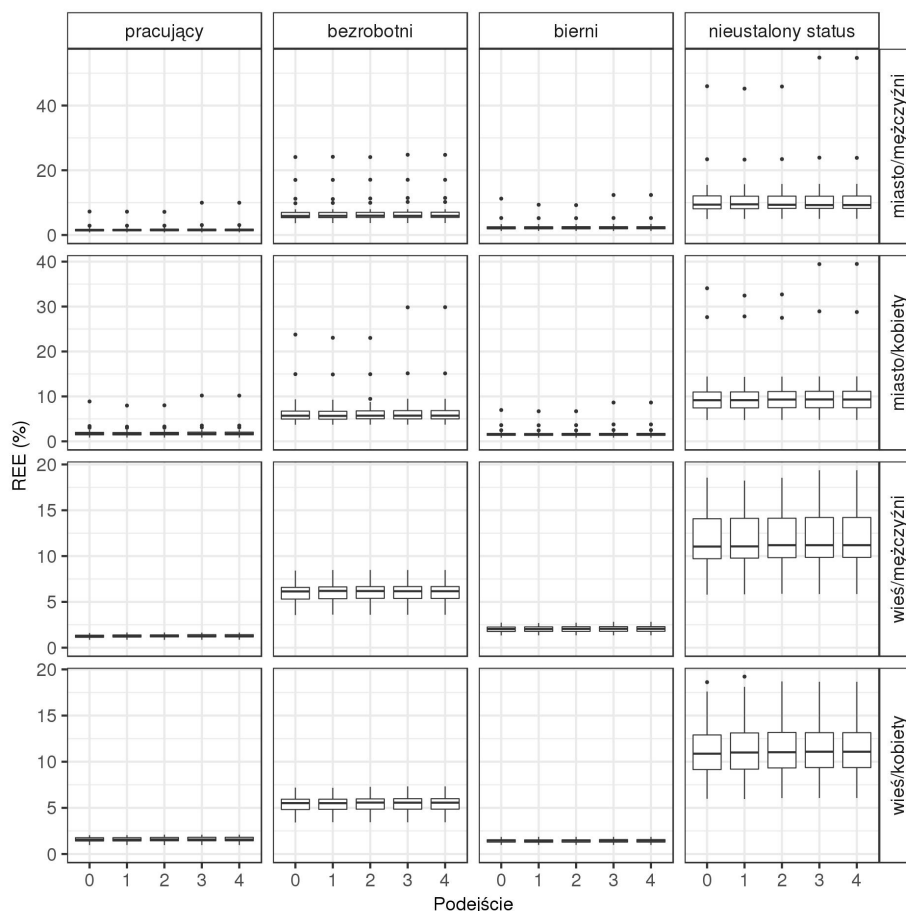 pracujący bezrobotni bierni nieustalony status
40
20
0
miasto/mężczyźni
40
30
20
10
0
miasto/kobiety
REE (%)
20
15
10
5
0
wieś/mężczyźni
20
15
10
5
0
wieś/kobiety
0 1 2 3 4 0 1 2 3 4 0 1 2 3 4 0 1 2 3 4
Podejście